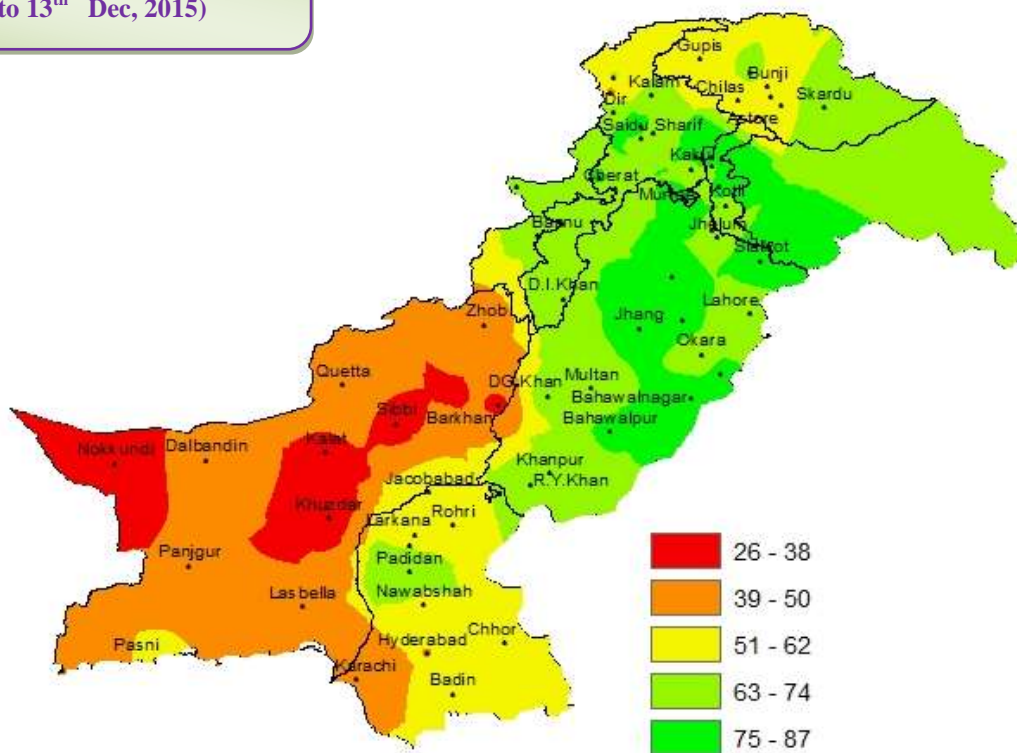 to 13th Dec, 2015)
Gupis
Bunji
Kalam
Chilas
Skardu
Dir
Astore
Saidu Sharif
Kakul
Cherat
Murree
Kotli
Bannu
Jhelum
Sialkot
D.I.Khan
Lahore
Zhob
Jhang
Okara
Quetta
DG.Khan
Multan
Sibbi
Barkhan
Bahawalnagar
Bahawalpur
Nokkundi
Dalbandin
Kalat
Khanpur
Jacobabad
R.Y.Khan
Khuzdar
Larkana
Rohri
Panjgur
Padidan
Lasbella
Nawabshah
Pasni
Hyderabad
Chhor
Karachi
Badin
26 - 38
39 - 50
51 - 62
63 - 74
75 - 87